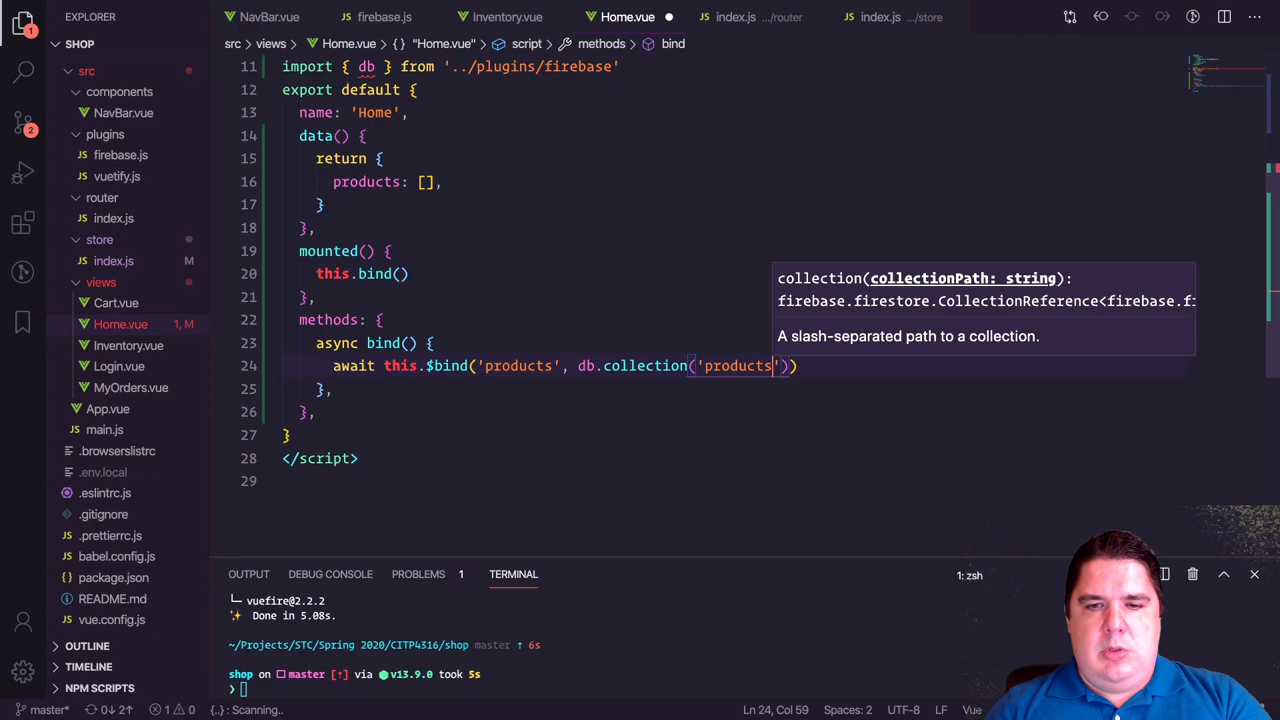 NavBar.vue
firebase.js
Inventory.vue
Home.vue
index.js .../router
index.js .../store
1
EXPLORER
src > views > Home.vue > {} "Home.vue" > script > methods > bind
SHOP
src
components
NavBar.vue
plugins
firebase.js
vuetify.js
router
index.js
store
index.js M
views
Cart.vue
Home.vue 1, M
Inventory.vue
Login.vue
MyOrders.vue
App.vue
main.js
.browserslistrc
.env.local
.eslintrc.js
.gitignore
.prettierrc.js
babel.config.js
package.json
README.md
vue.config.js
OUTLINE
TIMELINE
NPM SCRIPTS
2
11 import { db } from '../plugins/firebase'
12 export default {
13 name: 'Home',
14 data() {
15 return {
16 products: [],
17 }
18 },
19 mounted() {
20 this.bind()
21 },
22 methods: {
23 async bind() {
24 await this.$bind('products', db.collection('products'))
25 },
26 },
27 }
28 </script>
29
collection(collectionPath: string):
firebase.firestore.CollectionReference<firebase.fi
A slash-separated path to a collection.
OUTPUT DEBUG CONSOLE PROBLEMS 1 TERMINAL
1: zsh
└─ vuefire@2.2.2
✨ Done in 5.08s.
~/Projects/STC/Spring 2020/CITP4316/shop master ⇡ 6s
shop on master [⇡] via v13.9.0 took 5s
❯
master* 0↓ 2↑ 1 0 {..} : Scanning.. Ln 24, Col 59 Spaces: 2 UTF-8 LF Vue